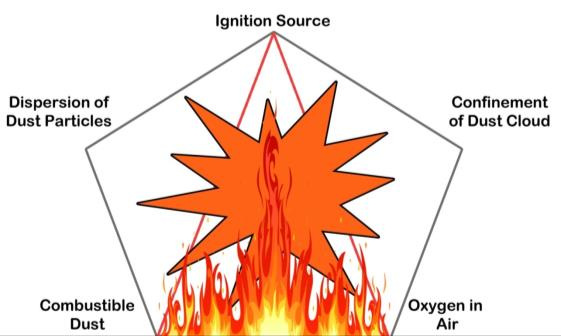 Ignition Source
Dispersion of
Dust Particles
Confinement
of Dust Cloud
Combustible
Dust
Oxygen in
Air